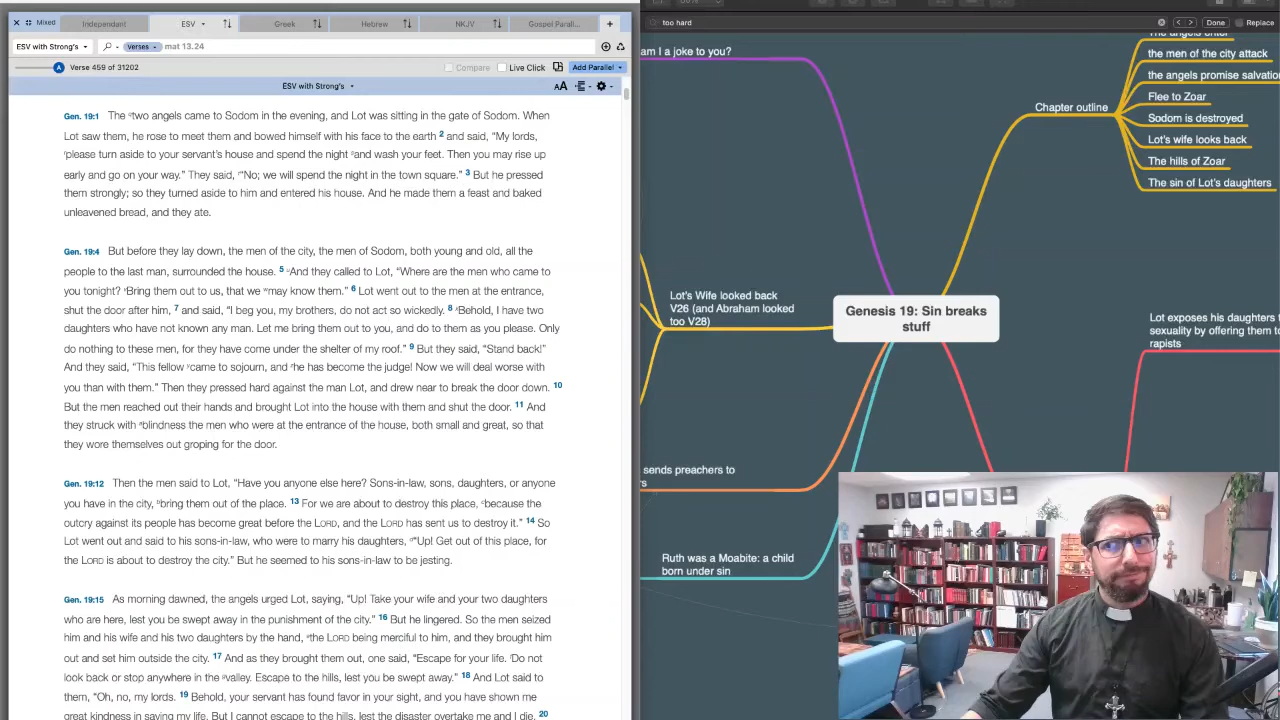 Mixed
Independent
ESV
Greek
Hebrew
NKJV
Gospel Parall...
+
ESV with Strong's
Verses
mat 13.24
Verse 459 of 31202
Compare
Live Click
Add Parallel
ESV with Strong's
AA
Gen. 19:1 The two angels came to Sodom in the evening, and Lot was sitting in the gate of Sodom. When
Lot saw them, he rose to meet them and bowed himself with his face to the earth 2 and said, “My lords,
please turn aside to your servant’s house and spend the night and wash your feet. Then you may rise up
early and go on your way.” They said, “No; we will spend the night in the town square.” 3 But he pressed
them strongly; so they turned aside to him and entered his house. And he made them a feast and baked
unleavened bread, and they ate.
Gen. 19:4 But before they lay down, the men of the city, the men of Sodom, both young and old, all the
people to the last man, surrounded the house. 5 And they called to Lot, “Where are the men who came to
you tonight? Bring them out to us, that we may know them.” 6 Lot went out to the men at the entrance,
shut the door after him, 7 and said, “I beg you, my brothers, do not act so wickedly. 8 Behold, I have two
daughters who have not known any man. Let me bring them out to you, and do to them as you please. Only
do nothing to these men, for they have come under the shelter of my roof.” 9 But they said, “Stand back!”
And they said, “This fellow came to sojourn, and he has become the judge! Now we will deal worse with
you than with them.” Then they pressed hard against the man Lot, and drew near to break the door down. 10
But the men reached out their hands and brought Lot into the house with them and shut the door. 11 And
they struck with blindness the men who were at the entrance of the house, both small and great, so that
they wore themselves out groping for the door.
Gen. 19:12 Then the men said to Lot, “Have you anyone else here? Sons-in-law, sons, daughters, or anyone
you have in the city, bring them out of the place. 13 For we are about to destroy this place, because the
outcry against its people has become great before the LORD, and the LORD has sent us to destroy it.” 14 So
Lot went out and said to his sons-in-law, who were to marry his daughters, “Up! Get out of this place, for
the LORD is about to destroy the city.” But he seemed to his sons-in-law to be jesting.
Gen. 19:15 As morning dawned, the angels urged Lot, saying, “Up! Take your wife and your two daughters
who are here, lest you be swept away in the punishment of the city.” 16 But he lingered. So the men seized
him and his wife and his two daughters by the hand, the LORD being merciful to him, and they brought him
out and set him outside the city. 17 And as they brought them out, one said, “Escape for your life. Do not
look back or stop anywhere in the valley. Escape to the hills, lest you be swept away.” 18 And Lot said to
them, “Oh, no, my lords. 19 Behold, your servant has found favor in your sight, and you have shown me
great kindness in saving my life. But I cannot escape to the hills, lest the disaster overtake me and I die. 20
too hard
Done
Replace
am I a joke to you?
The angels enter
the men of the city attack
the angels promise salvation
Flee to Zoar
Sodom is destroyed
Lot’s wife looks back
The hills of Zoar
The sin of Lot’s daughters
Chapter outline
Lot’s Wife looked back
V26 (and Abraham looked
too V28)
Genesis 19: Sin breaks
stuff
Lot exposes his daughters
sexuality by offering them to
rapists
sends preachers to
Ruth was a Moabite: a child
born under sin